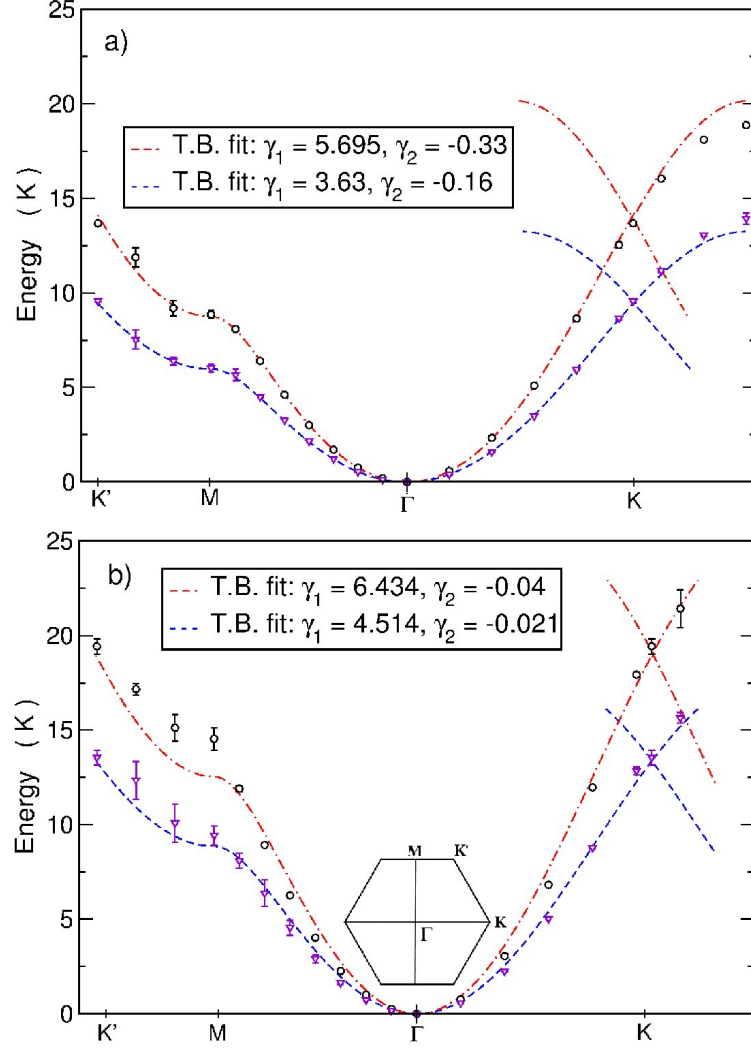 a)
25
20
15
10
5
0
Energy ( K )
T.B. fit: γ₁ = 5.695, γ₂ = -0.33
T.B. fit: γ₁ = 3.63, γ₂ = -0.16
K' M Γ K
b)
25
20
15
10
5
0
Energy ( K )
T.B. fit: γ₁ = 6.434, γ₂ = -0.04
T.B. fit: γ₁ = 4.514, γ₂ = -0.021
M K'
Γ K
K' M Γ K